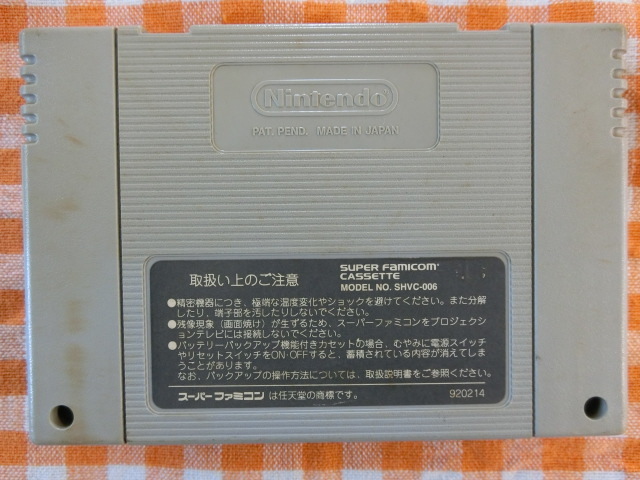 Nintendo
PAT. PEND. MADE IN JAPAN
取扱い上のご注意
SUPER FAMICOM
CASSETTE
MODEL NO. SHVC-006
●精密機器につき、極端な温度変化やショックを避けてください。また分解
したり、端子部を汚したりしないでください。
●残像現象(画面焼け)が生ずるため、スーパーファミコンをプロジェクシ
ョンテレビには接続しないでください。
●バッテリーバックアップ機能付きカセットの場合、むやみに電源スイッチ
やリセットスイッチをON・OFFすると、蓄積されている内容が消えてしま
うことがあります。
なお、バックアップの操作方法については、取扱説明書をご参照ください。
スーパーファミコン は任天堂の商標です。
920214